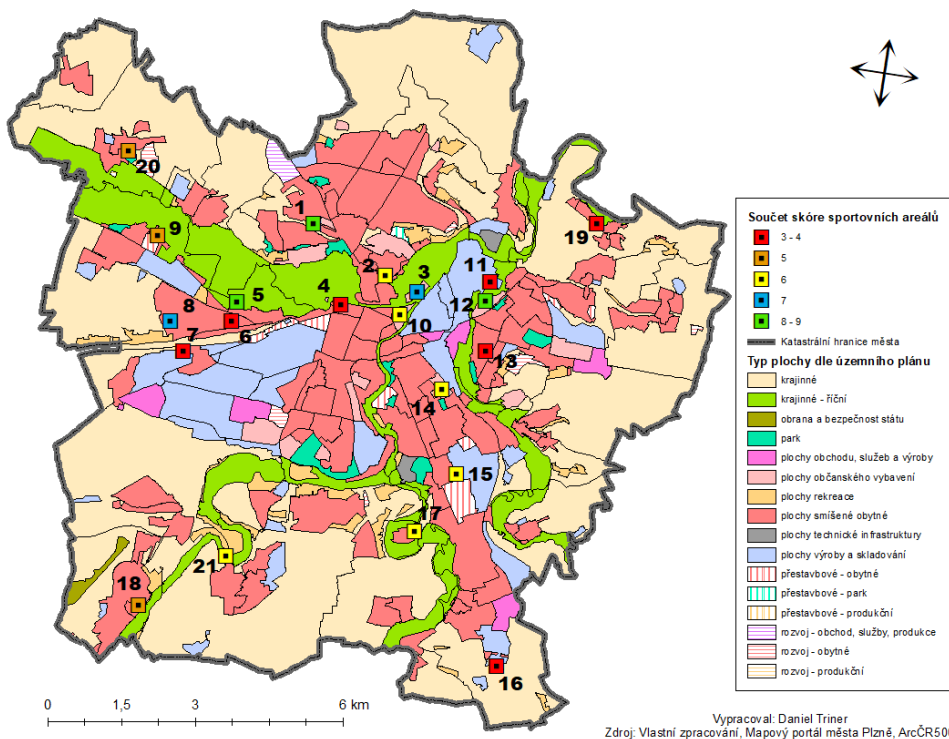 20
1
19
9
2
3
11
5
4
12
8
7
6
10
13
14
15
17
21
18
16
Součet skóre sportovních areálů
3 - 4
5
6
7
8 - 9
Katastrální hranice města
Typ plochy dle územního plánu
krajinné
krajinné - říční
obrana a bezpečnost státu
park
plochy obchodu, služeb a výroby
plochy občanského vybavení
plochy rekreace
plochy smíšené obytné
plochy technické infrastruktury
plochy výroby a skladování
přestavbové - obytné
přestavbové - park
přestavbové - produkční
rozvoj - obchod, služby, produkce
rozvoj - obytné
rozvoj - produkční
0 1,5 3 6 km
Vypracoval: Daniel Triner
Zdroj: Vlastní zpracování, Mapový portál města Plzně, ArcČR50